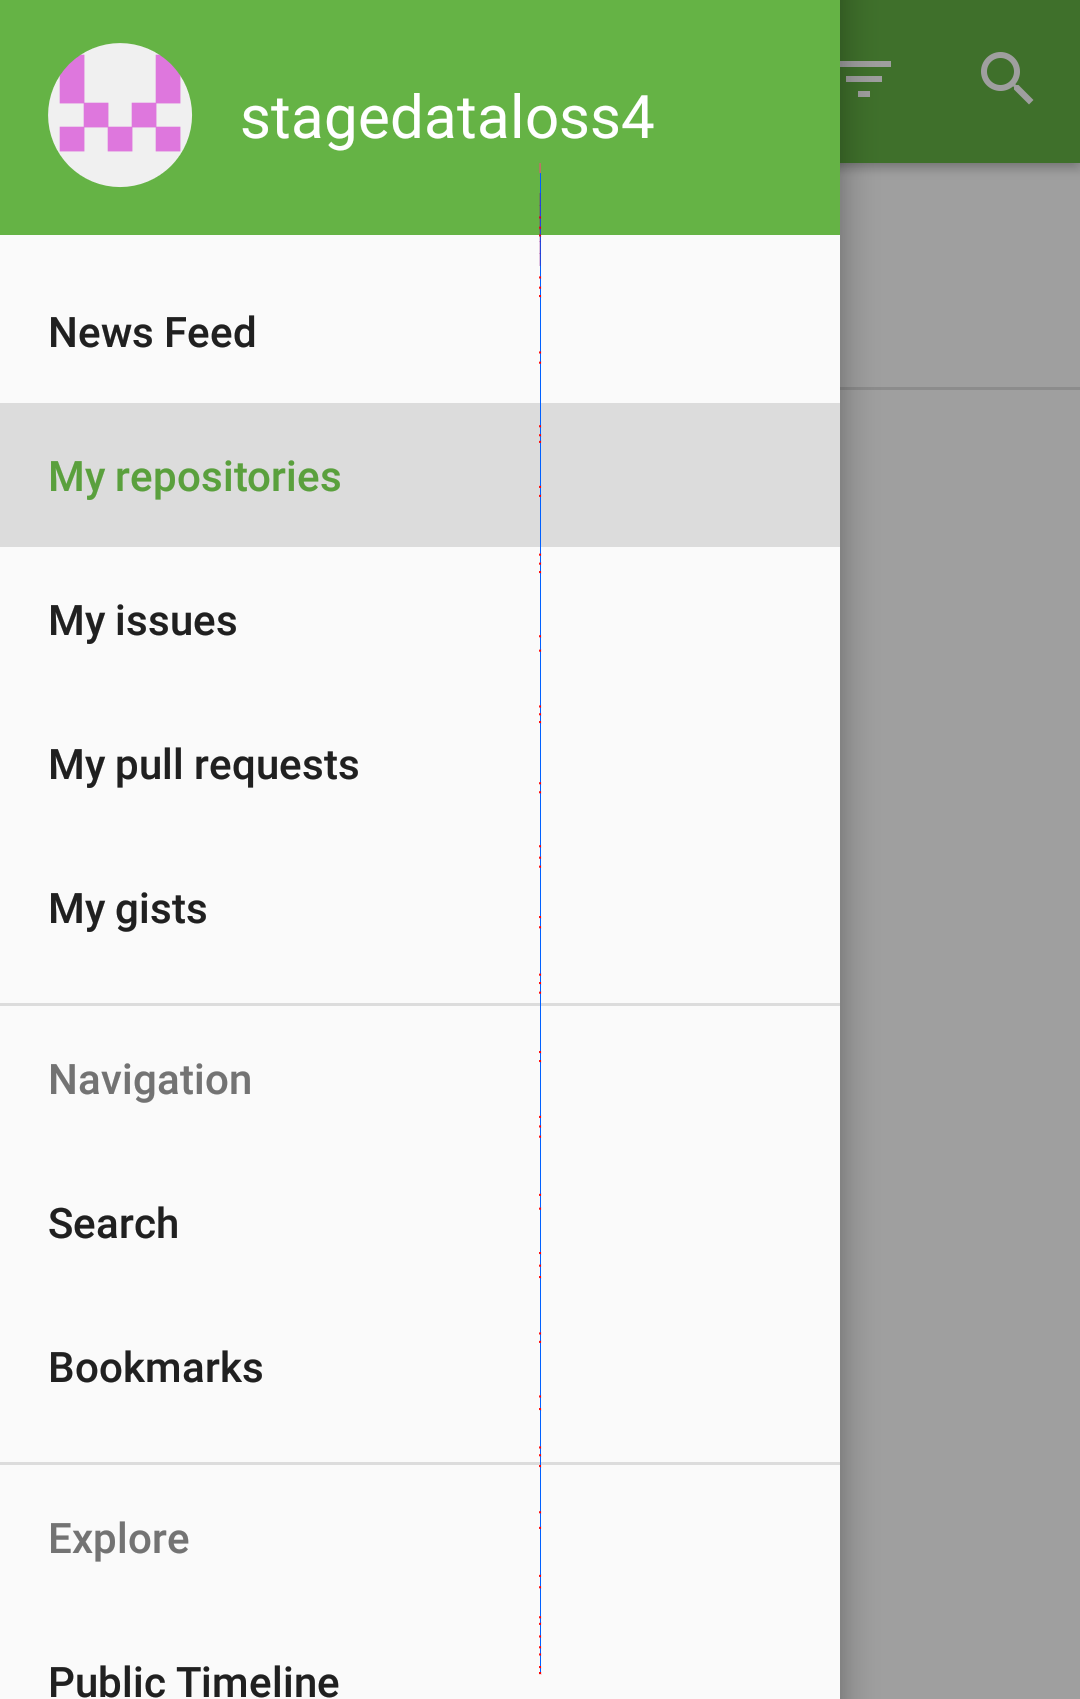 stagedataloss4
News Feed
My repositories
My issues
My pull requests
My gists
Navigation
Search
Bookmarks
Explore
Public Timeline